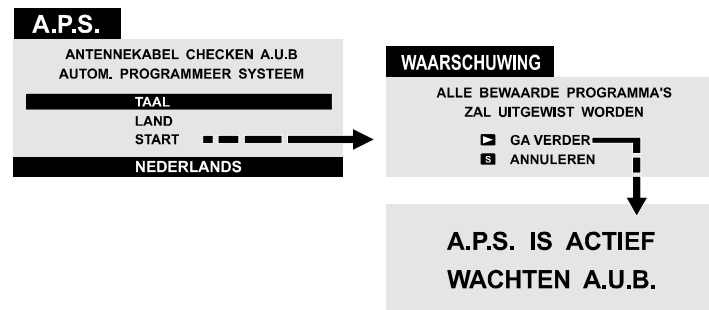 A.P.S.
ANTENNEKABEL CHECKEN A.U.B
AUTOM. PROGRAMMEER SYSTEEM
TAAL
LAND
START
NEDERLANDS
WAARSCHUWING
ALLE BEWAARDE PROGRAMMA'S
ZAL UITGEWIST WORDEN
GA VERDER
S ANNULEREN
A.P.S. IS ACTIEF
WACHTEN A.U.B.